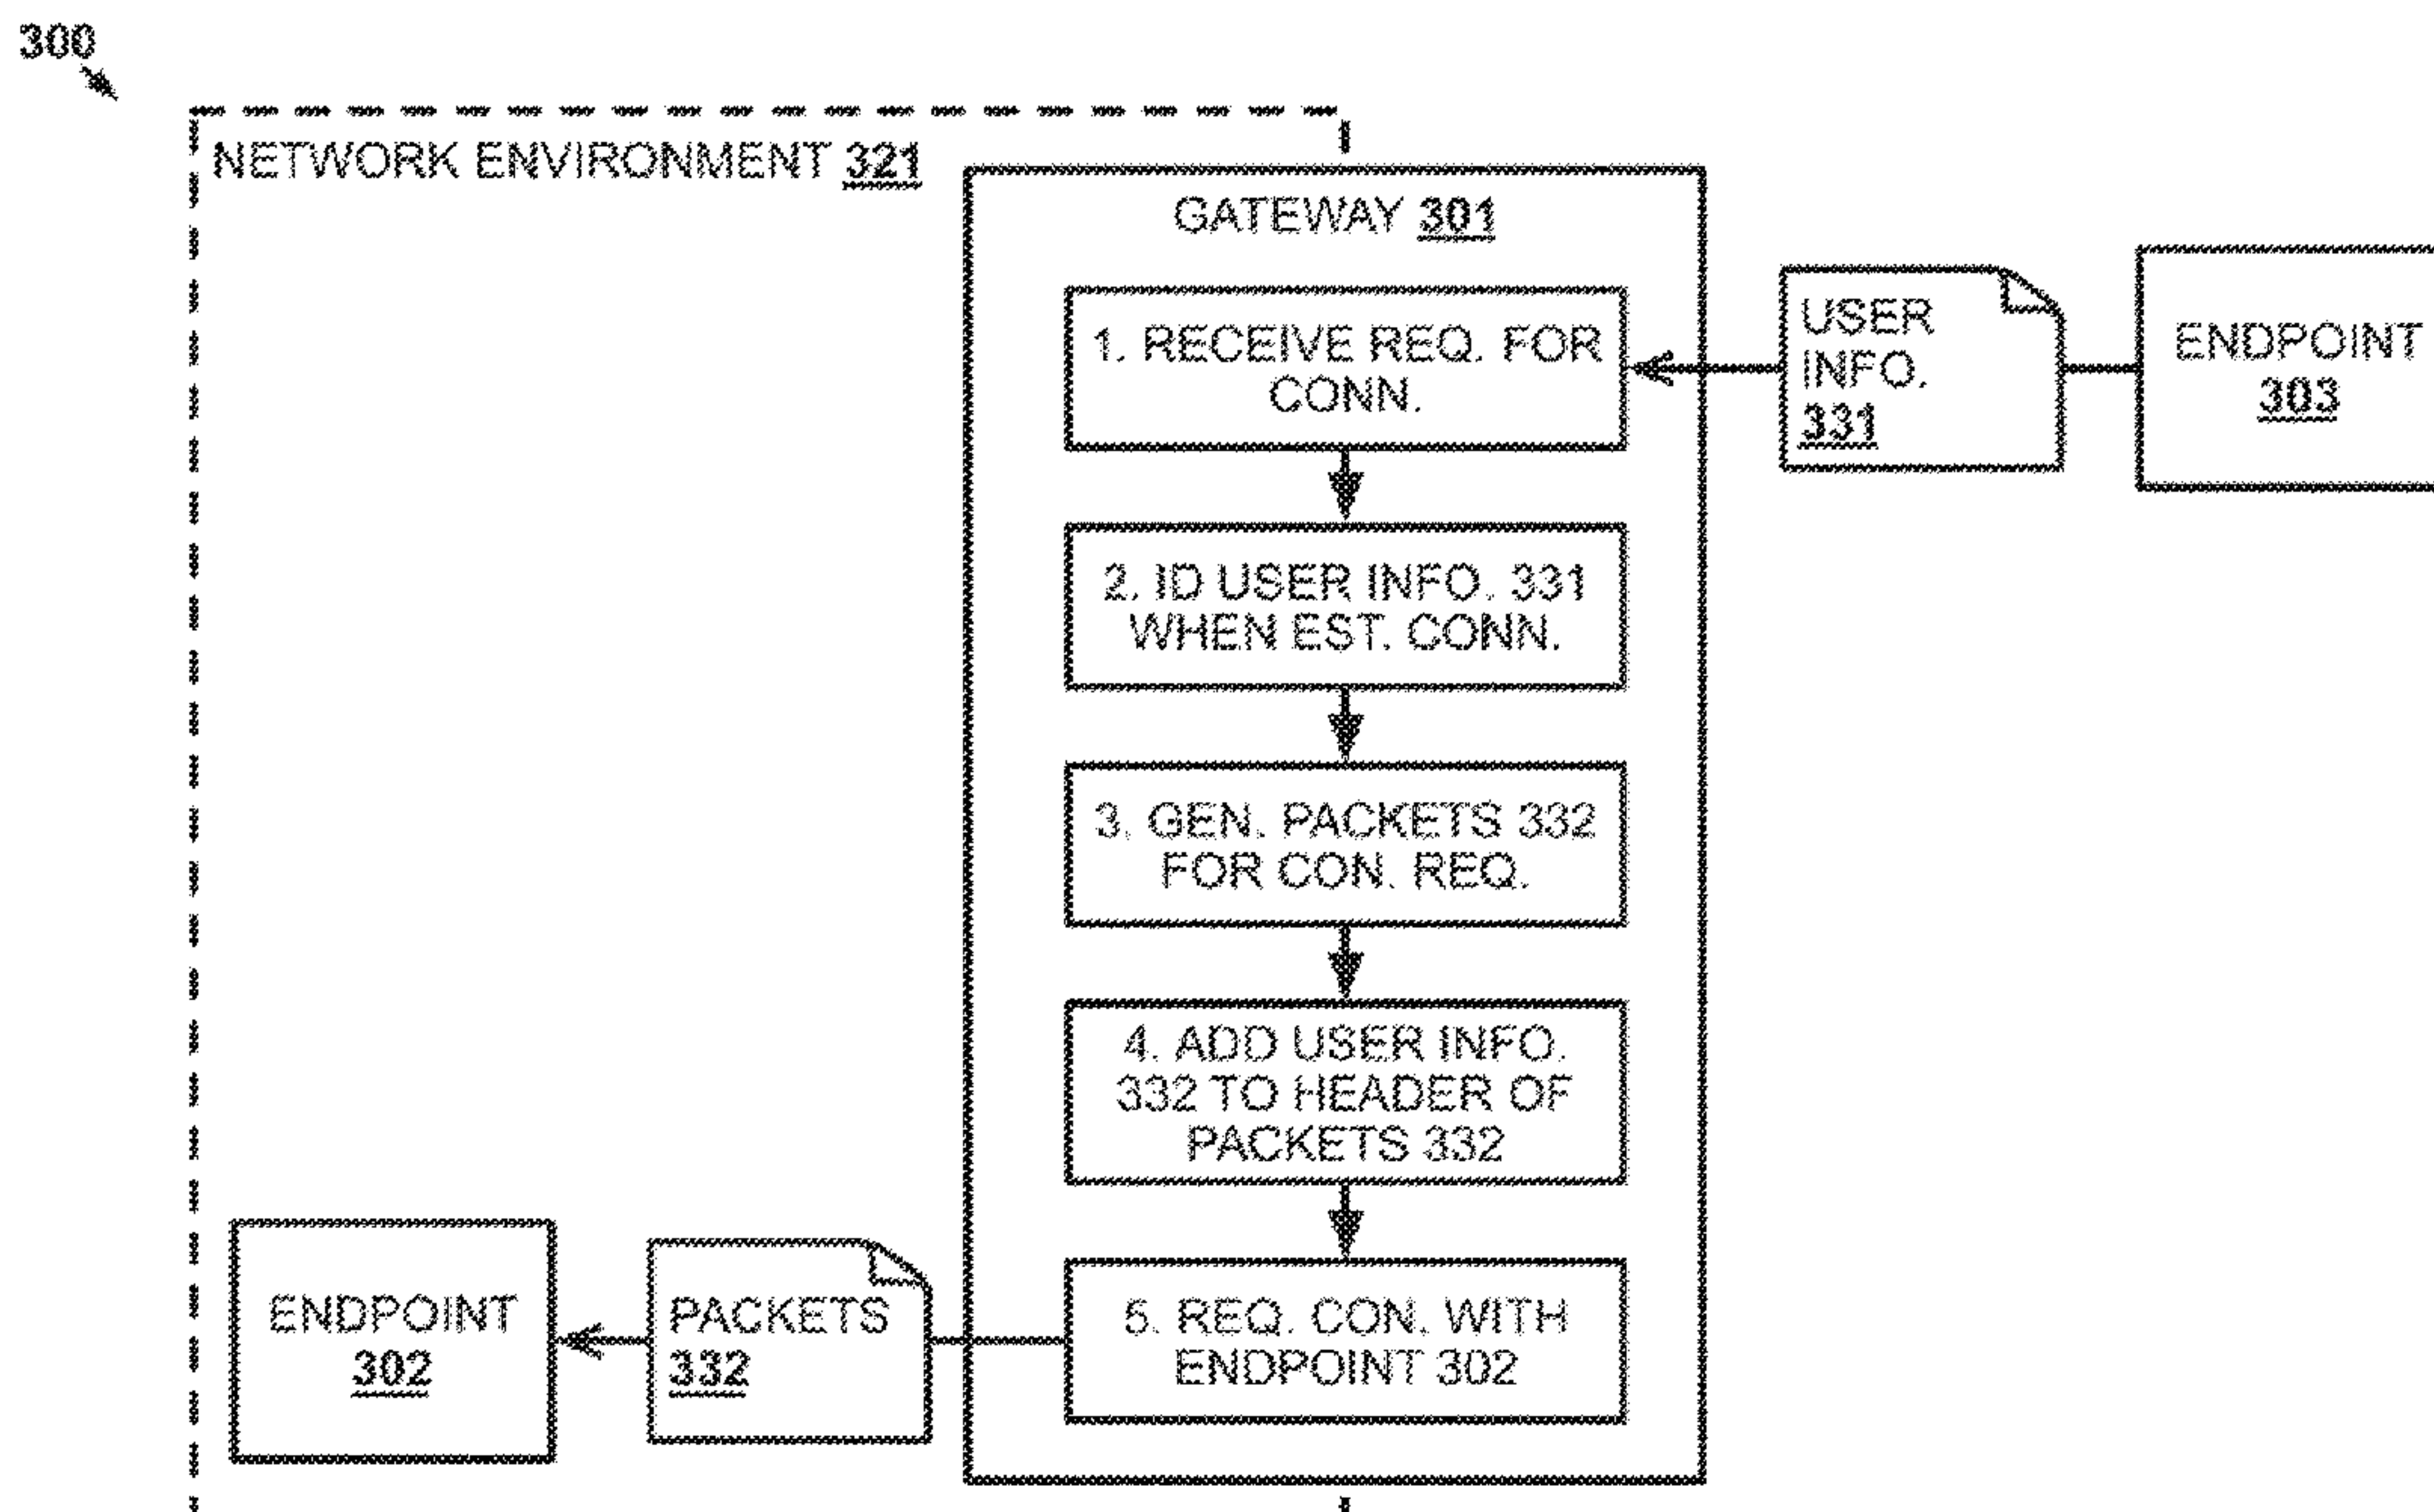 300
NETWORK ENVIRONMENT 321
GATEWAY 301
1. RECEIVE REQ. FOR
CONN.
USER
INFO.
331
ENDPOINT
303
2. ID USER INFO. 331
WHEN EST. CONN.
3. GEN. PACKETS 332
FOR CON. REQ.
4. ADD USER INFO.
332 TO HEADER OF
PACKETS 332
5. REQ. CON. WITH
ENDPOINT 302
PACKETS
332
ENDPOINT
302